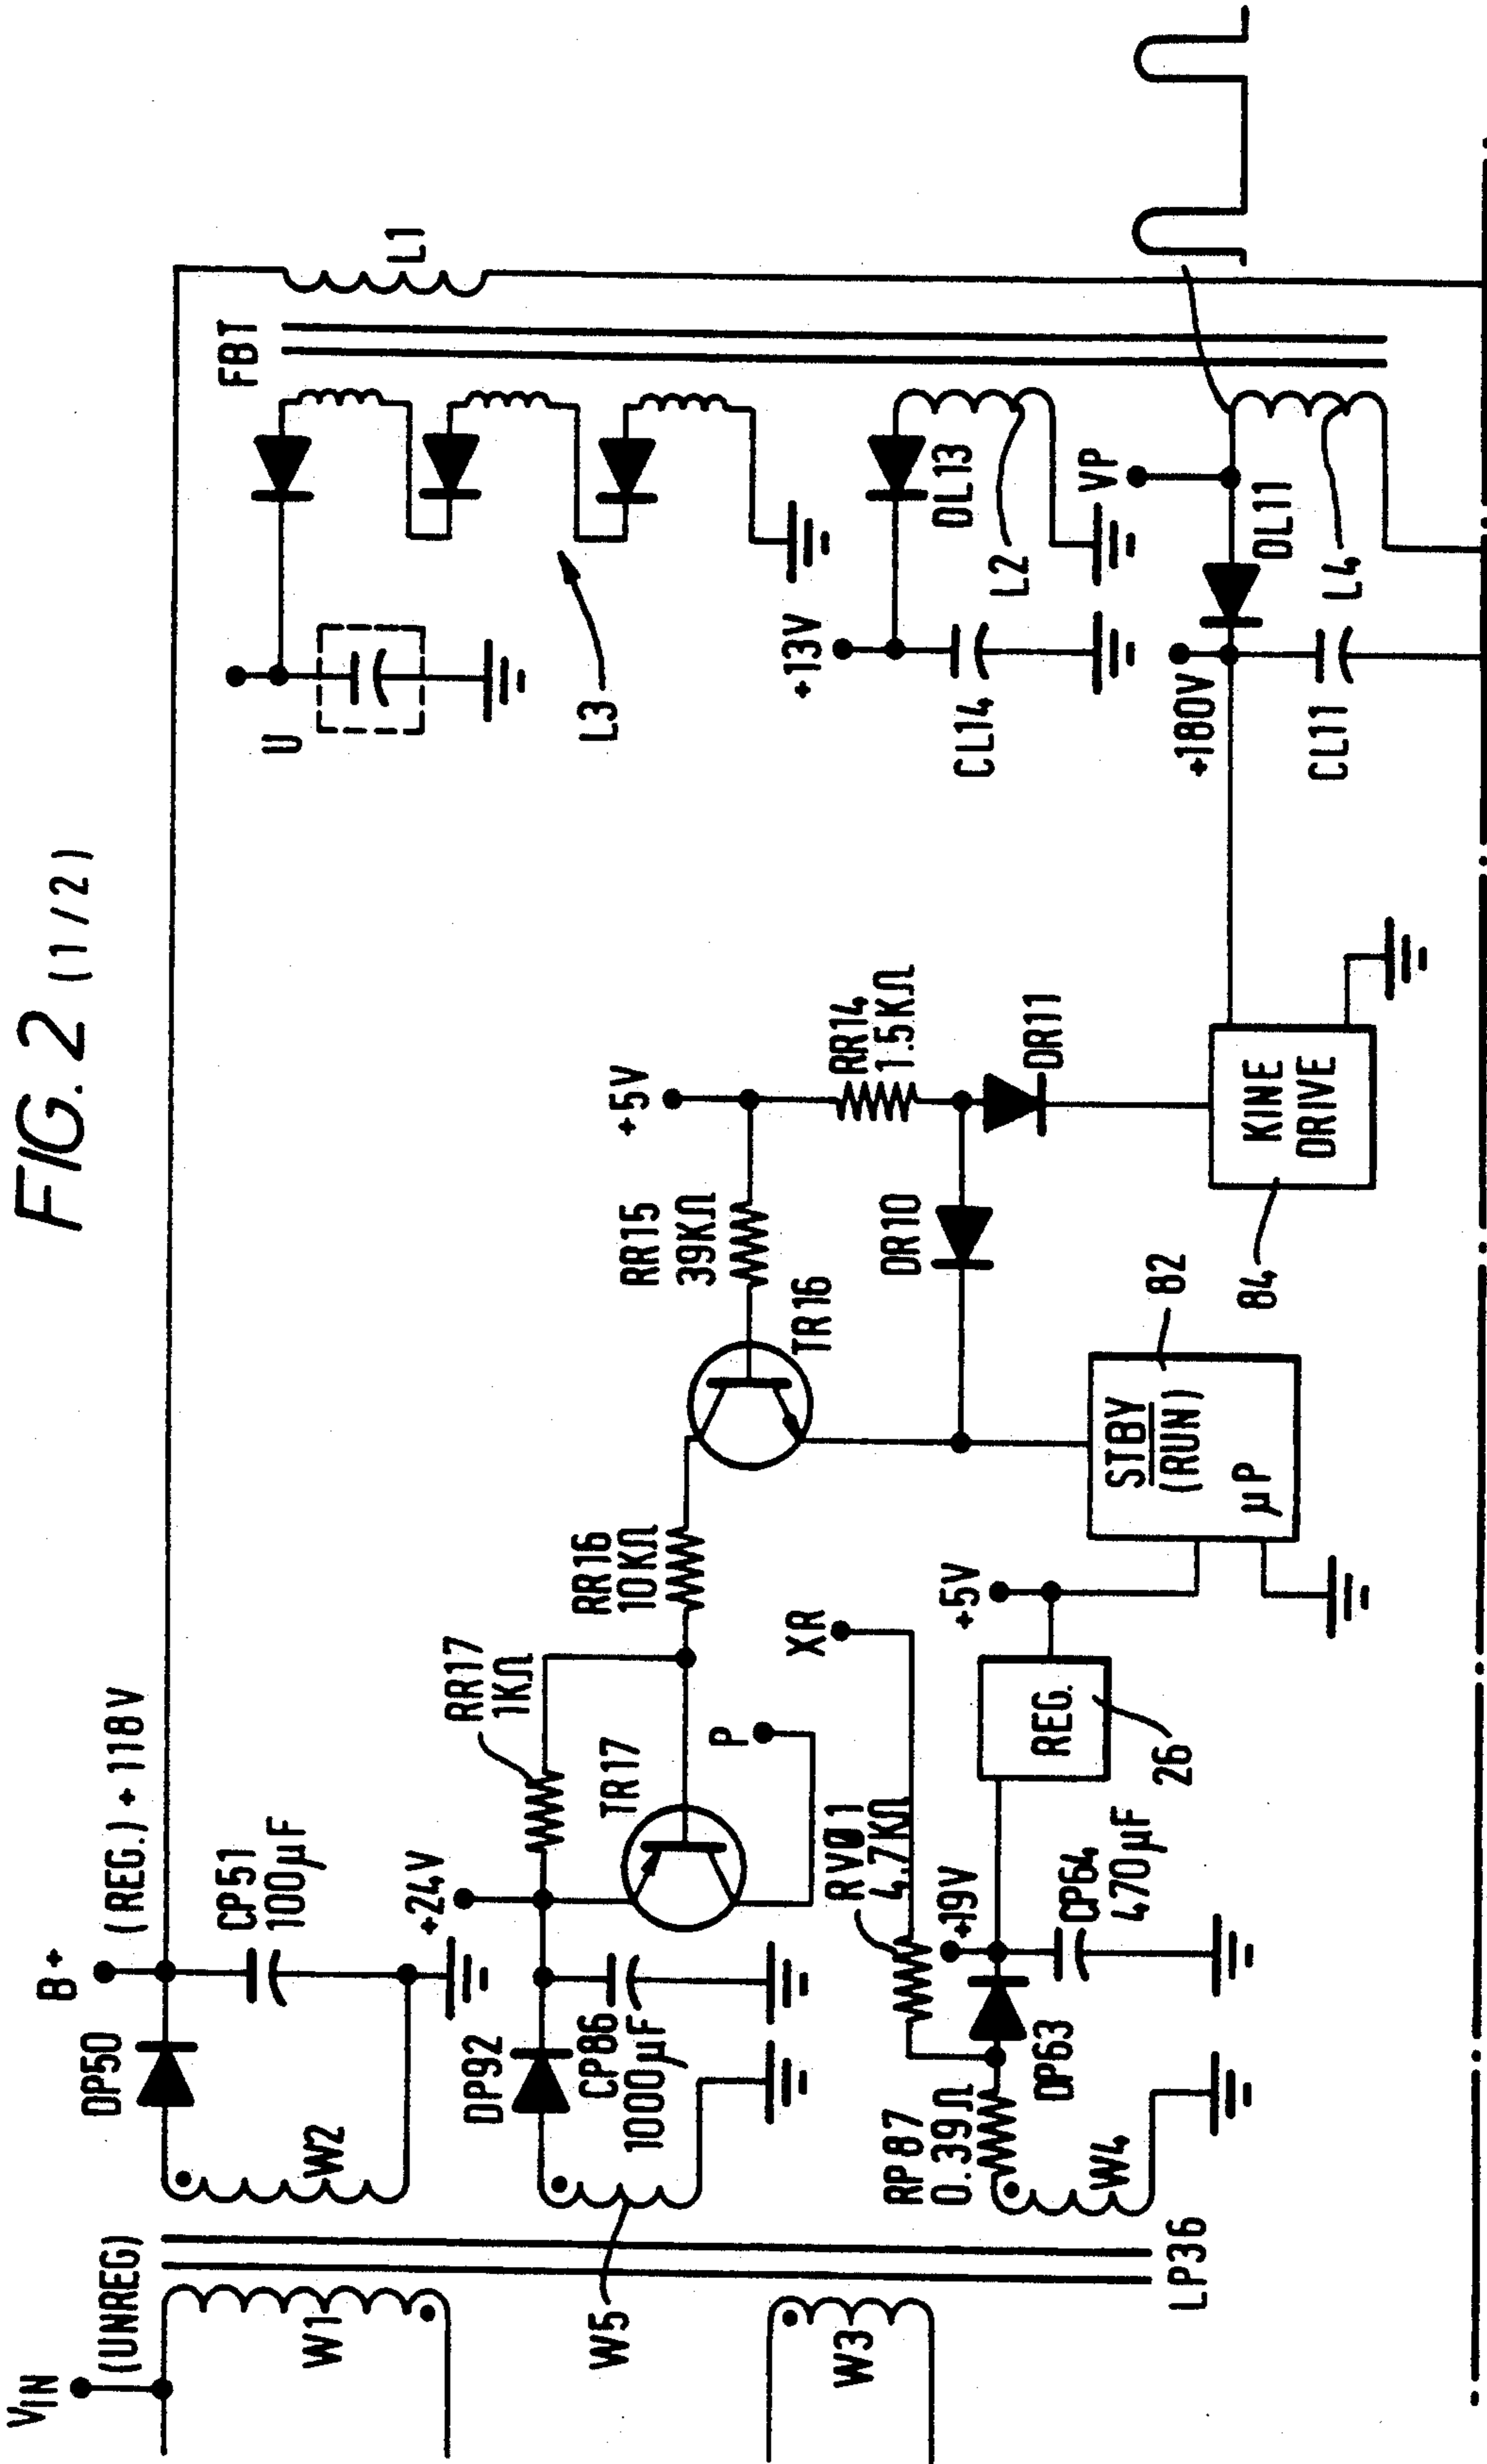 FIG. 2 (1/2)
VIN
(UNREG)
W1
W5
W3
LP36
B+
(REG.) +118V
DP50
CP51
100µF
W2
+24V
DP92
CP86
1000µF
RR17
1KΩ
TR17
P
RR16
10KΩ
XR
RVØ1
4.7KΩ
+19V
RP87
0.39Ω
DP63
CP64
470µF
W4
REG.
26
+5V
STBY
(RUN)
µP
82
TR16
RR15
39KΩ
+5V
RR14
1.5KΩ
DR10
DR11
KINE
DRIVE
84
FBT
L1
U
L3
+13V
DL13
L2
CL14
VP
+180V
DL11
L4
CL11